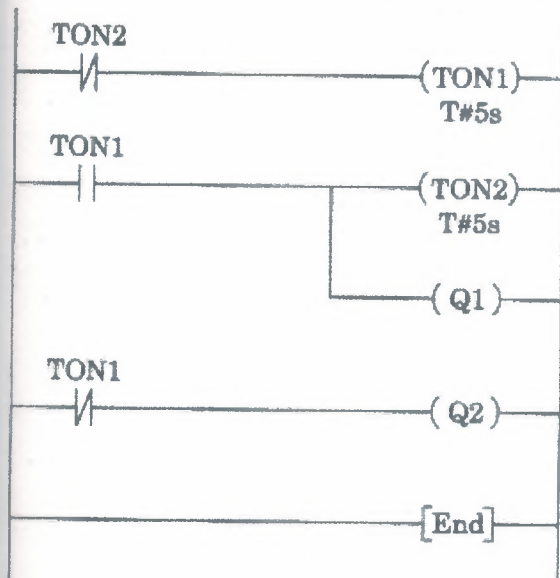 TON2
(TON1)
T#5s
TON1
(TON2)
T#5s
(Q1)
TON1
(Q2)
[End]